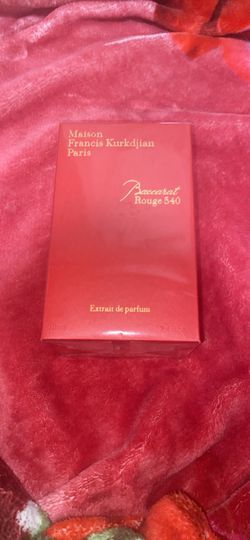 Maison
Francis Kurkdjian
Paris
Baccarat
Rouge 540
Extrait de parfum